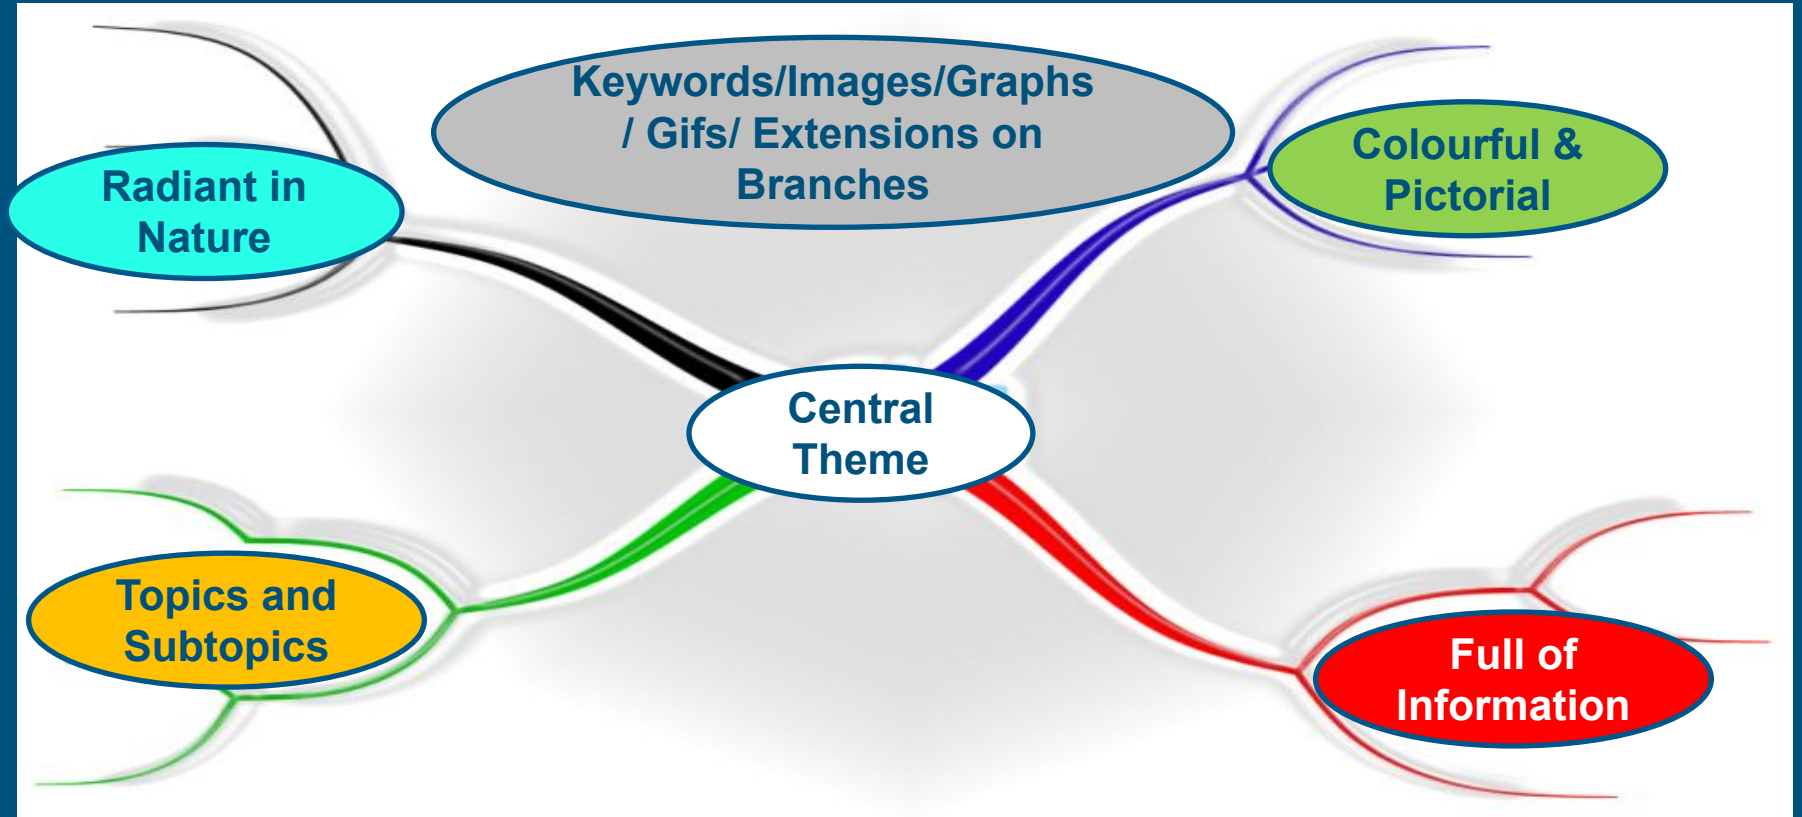 Keywords/Images/Graphs
/ Gifs/ Extensions on
Branches
Colourful &
Pictorial
Radiant in
Nature
Central
Theme
Topics and
Subtopics
Full of
Information